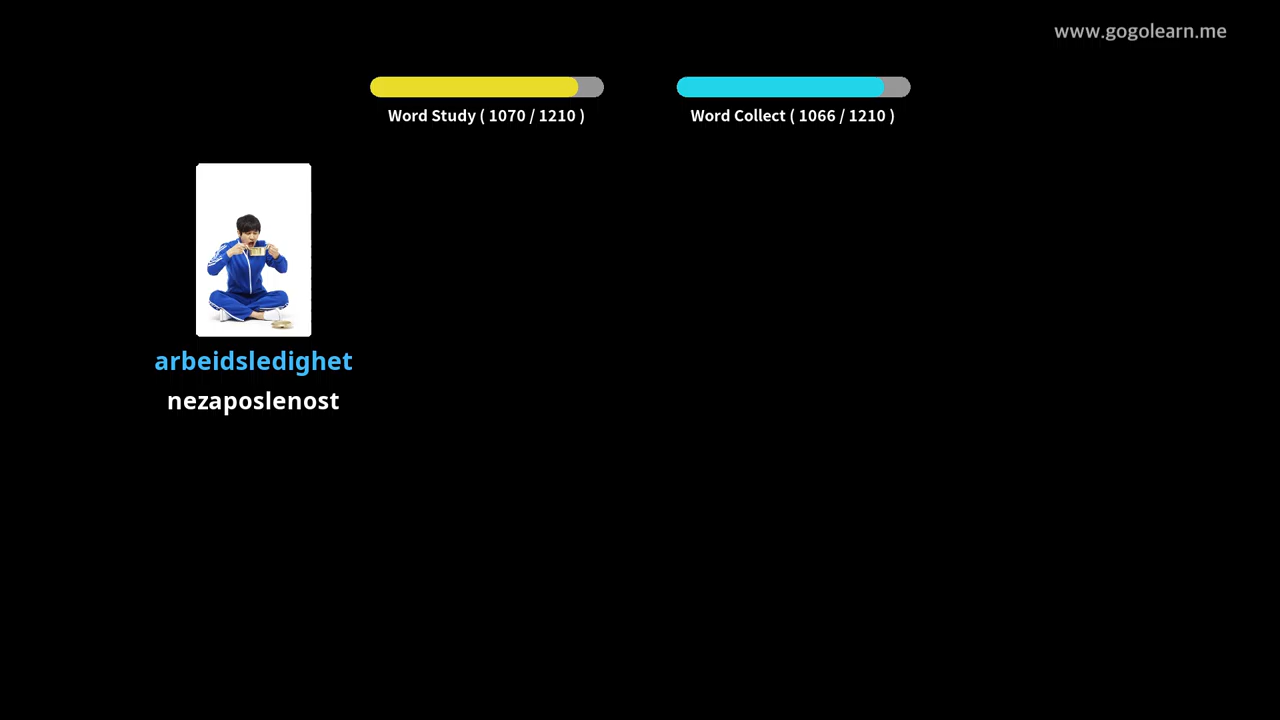 www.gogolearn.me
Word Study ( 1070 / 1210 )
Word Collect ( 1066 / 1210 )
arbeidsledighet
nezaposlenost